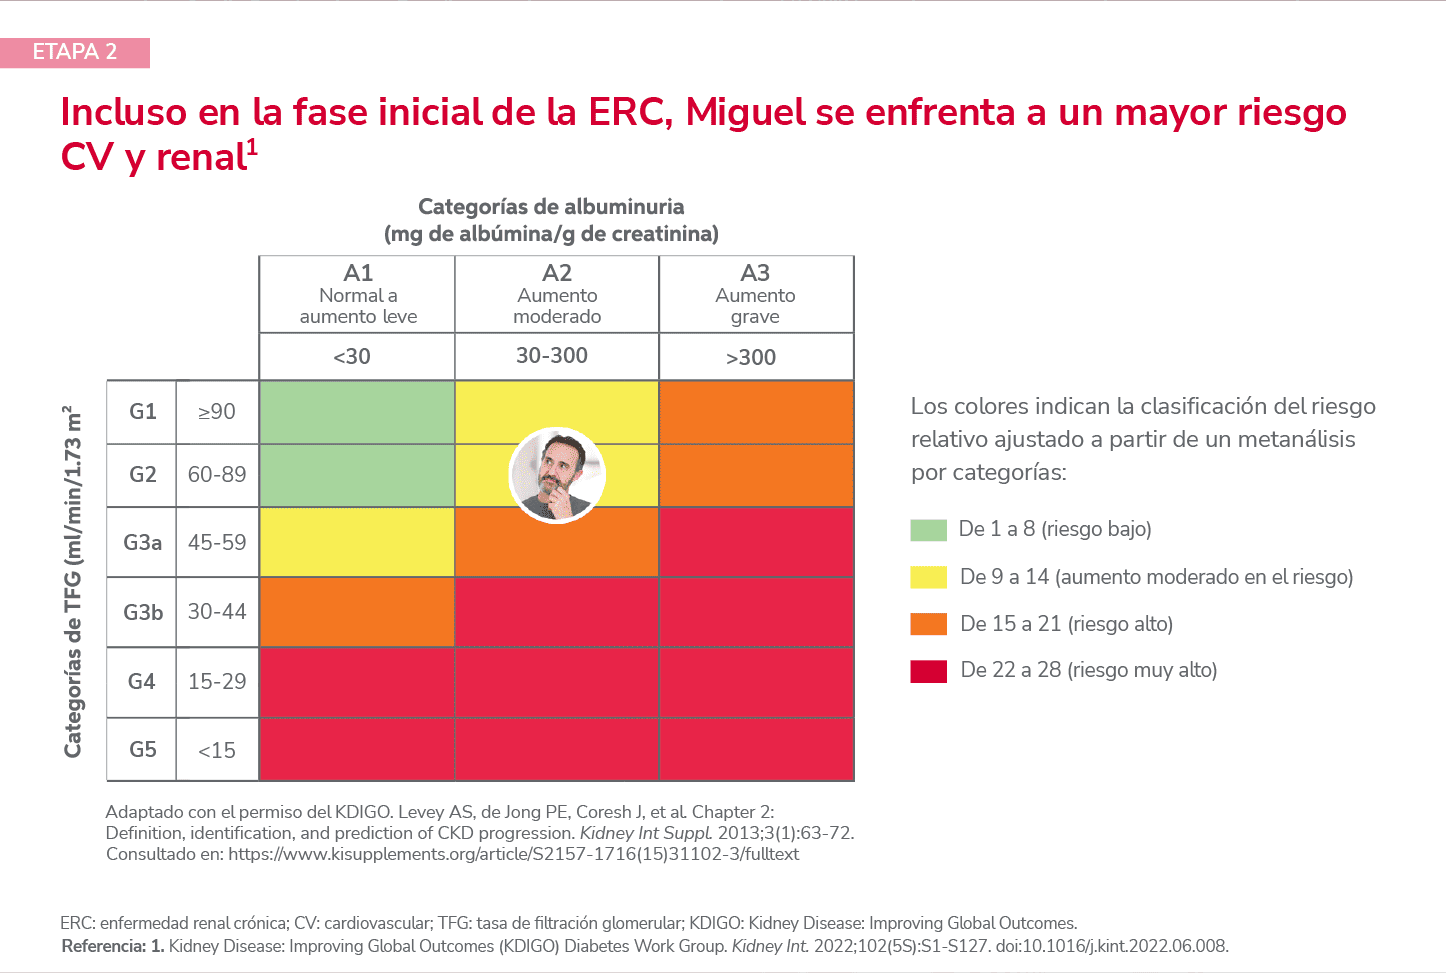 ETAPA 2
Incluso en la fase inicial de la ERC, Miguel se enfrenta a un mayor riesgo
CV y renal¹
Categorías de albuminuria
(mg de albúmina/g de creatinina)
A1
Normal a
aumento leve
A2
Aumento
moderado
A3
Aumento
grave
<30
30-300
>300
Categorías de TFG (ml/min/1.73 m²
G1 ≥90
G2 60-89
G3a 45-59
G3b 30-44
G4 15-29
G5 <15
Los colores indican la clasificación del riesgo
relativo ajustado a partir de un metanálisis
por categorías:
De 1 a 8 (riesgo bajo)
De 9 a 14 (aumento moderado en el riesgo)
De 15 a 21 (riesgo alto)
De 22 a 28 (riesgo muy alto)
Adaptado con el permiso del KDIGO. Levey AS, de Jong PE, Coresh J, et al. Chapter 2:
Definition, identification, and prediction of CKD progression. Kidney Int Suppl. 2013;3(1):63-72.
Consultado en: https://www.kisupplements.org/article/S2157-1716(15)31102-3/fulltext
ERC: enfermedad renal crónica; CV: cardiovascular; TFG: tasa de filtración glomerular; KDIGO: Kidney Disease: Improving Global Outcomes.
Referencia: 1. Kidney Disease: Improving Global Outcomes (KDIGO) Diabetes Work Group. Kidney Int. 2022;102(5S):S1-S127. doi:10.1016/j.kint.2022.06.008.